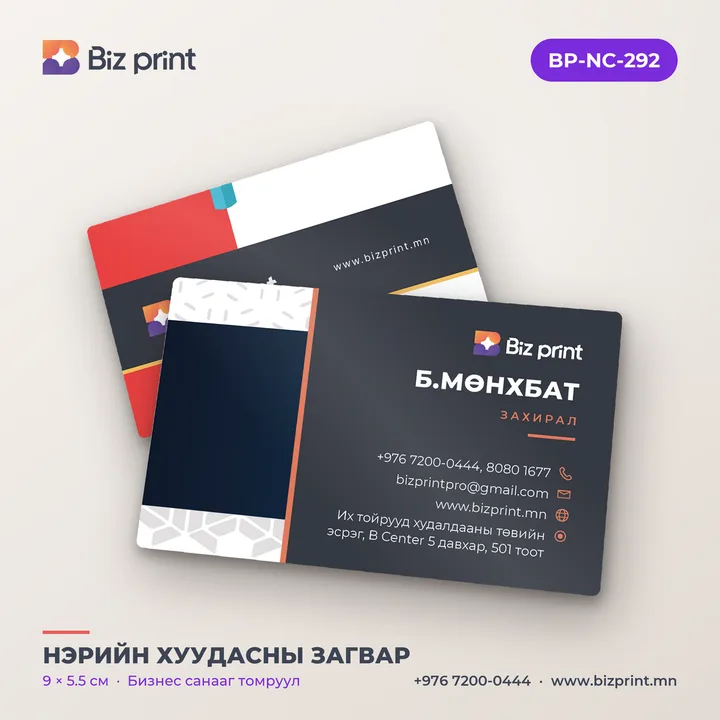 Biz print
BP-NC-292
www.bizprint.mn
Biz print
Б.МӨНХБАТ
ЗАХИРАЛ
+976 7200-0444, 8080 1677
bizprintpro@gmail.com
www.bizprint.mn
Их тойрууд худалдааны төвийн
эсрэг, B Center 5 давхар, 501 тоот
НЭРИЙН ХУУДАСНЫ ЗАГВАР
9 × 5.5 см · Бизнес санааг томруул
+976 7200-0444 · www.bizprint.mn